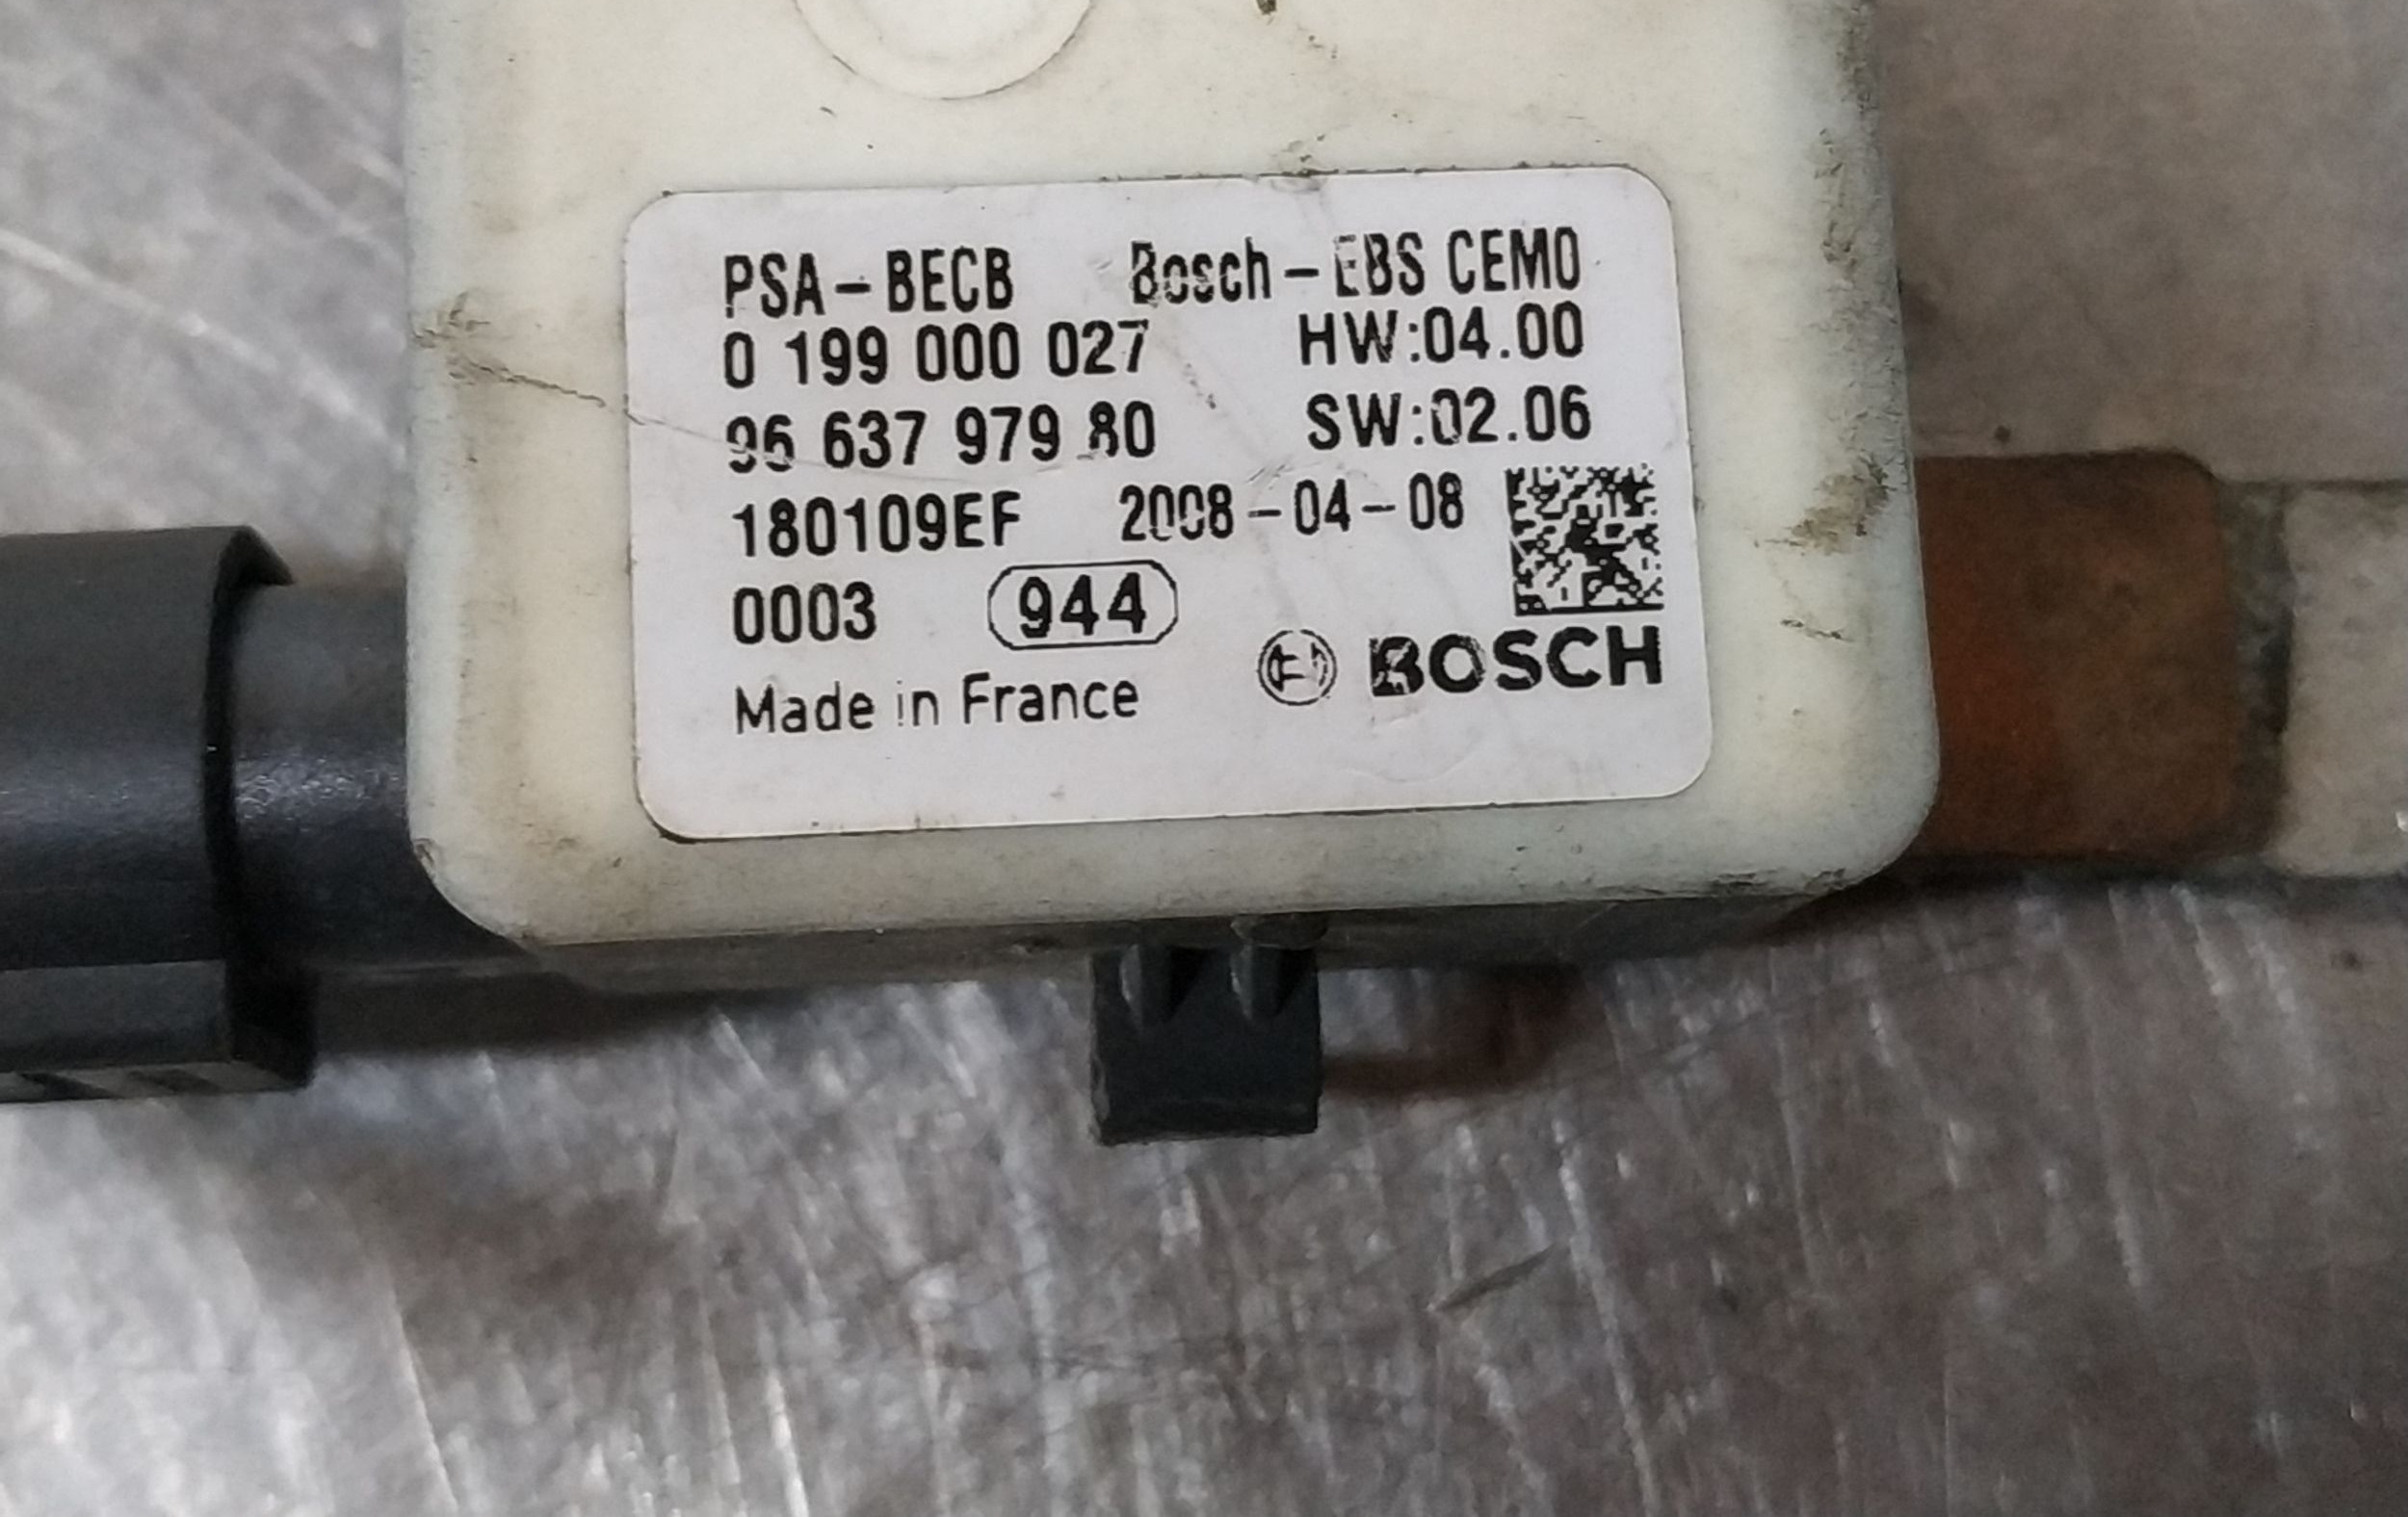 PSA-BECB Bosch-EBS CEM0
0 199 000 027 HW:04.00
96 637 979 80 SW:02.06
180109EF 2008-04-08
0003 944
BOSCH
Made in France